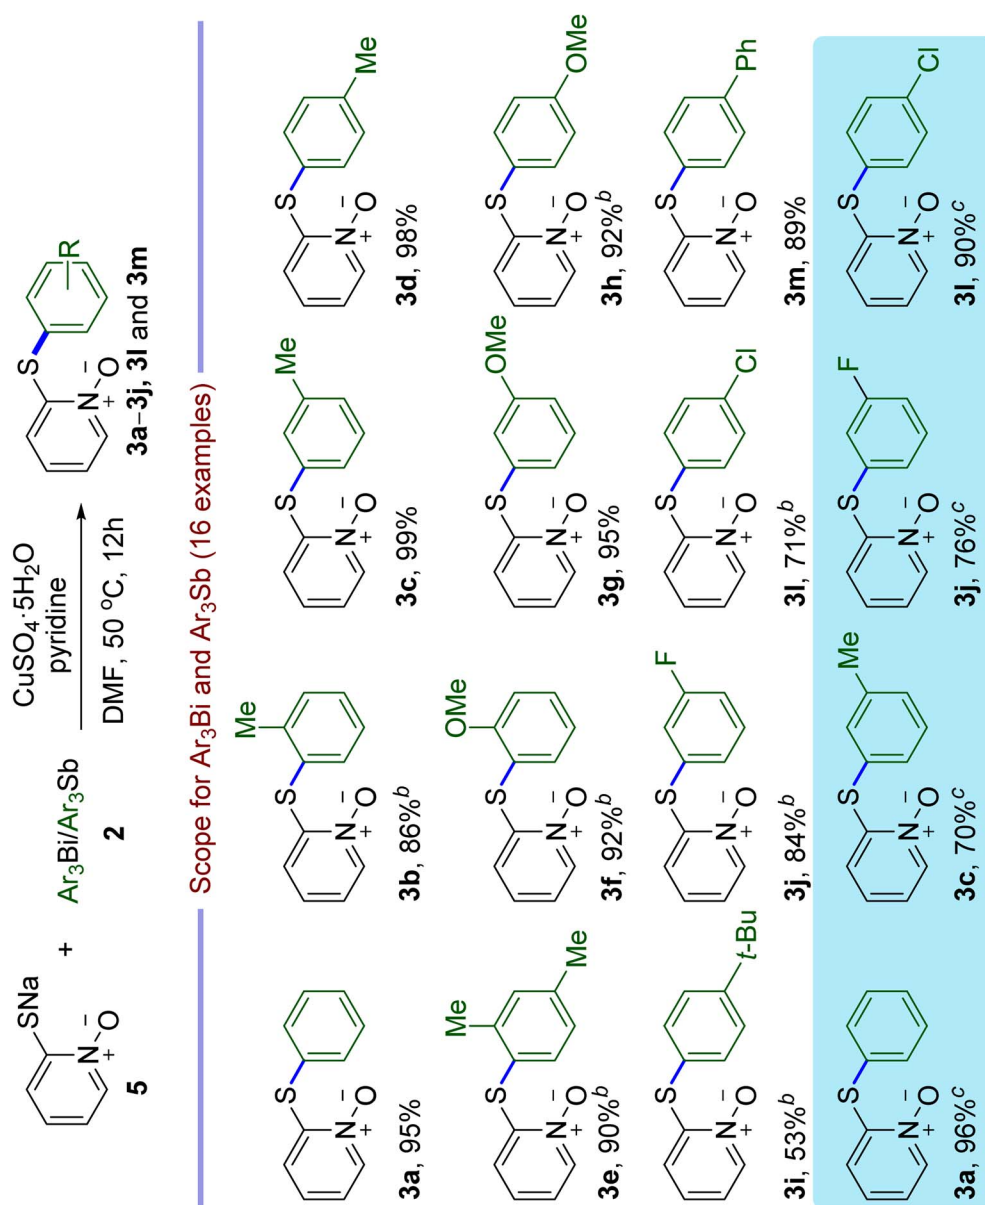 SNa
N
+
O
−
5
+
Ar₃Bi/Ar₃Sb
2
CuSO₄·5H₂O
pyridine
DMF, 50 °C, 12h
S
R
N
+
O
−
3a–3j, 3l and 3m
Scope for Ar₃Bi and Ar₃Sb (16 examples)
S
N
+
O
−
3a, 95%
Me
S
N
+
O
−
3b, 86%ᵇ
Me
S
N
+
O
−
3c, 99%
Me
S
N
+
O
−
3d, 98%
Me
Me
S
N
+
O
−
3e, 90%ᵇ
OMe
S
N
+
O
−
3f, 92%ᵇ
OMe
S
N
+
O
−
3g, 95%
OMe
S
N
+
O
−
3h, 92%ᵇ
t-Bu
S
N
+
O
−
3i, 53%ᵇ
F
S
N
+
O
−
3j, 84%ᵇ
Cl
S
N
+
O
−
3l, 71%ᵇ
Ph
S
N
+
O
−
3m, 89%
S
N
+
O
−
3a, 96%ᶜ
Me
S
N
+
O
−
3c, 70%ᶜ
F
S
N
+
O
−
3j, 76%ᶜ
Cl
S
N
+
O
−
3l, 90%ᶜ